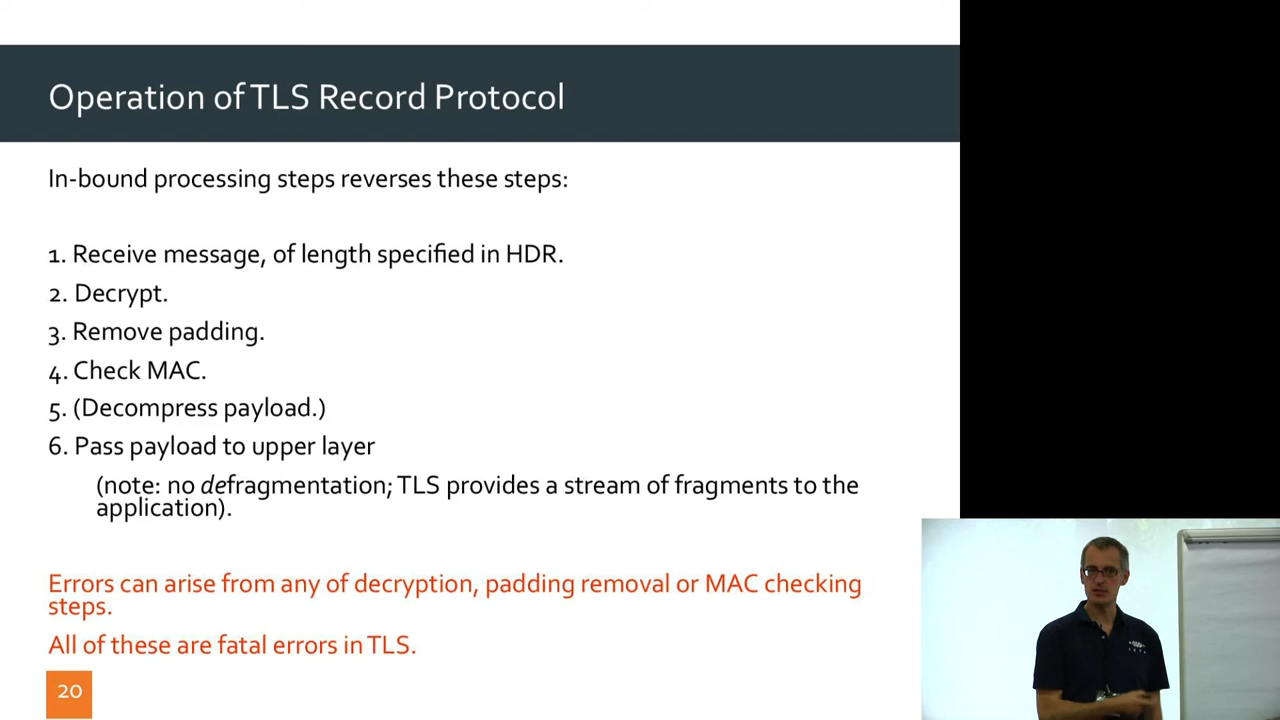 Operation of TLS Record Protocol
In-bound processing steps reverses these steps:
1. Receive message, of length specified in HDR.
2. Decrypt.
3. Remove padding.
4. Check MAC.
5. (Decompress payload.)
6. Pass payload to upper layer
(note: no defragmentation; TLS provides a stream of fragments to the
application).
Errors can arise from any of decryption, padding removal or MAC checking
steps.
All of these are fatal errors in TLS.
20